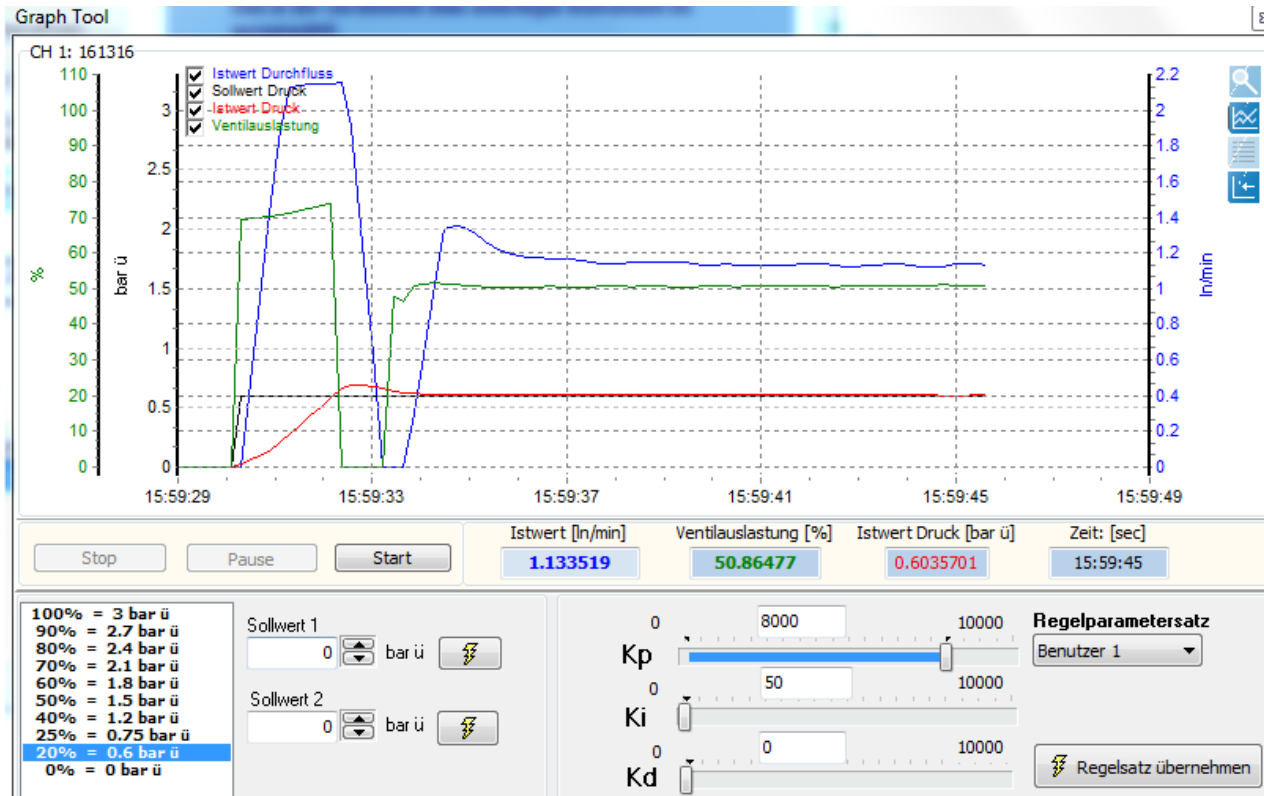 Graph Tool
CH 1: 161316
Istwert Durchfluss
Sollwert Druck
Istwert Druck
Ventilauslastung
110
100
90
80
70
60
50
40
30
20
10
0
%
3
2.5
2
1.5
1
0.5
0
bar ü
2.2
2
1.8
1.6
1.4
1.2
1
0.8
0.6
0.4
0.2
0
ln/min
15:59:29 15:59:33 15:59:37 15:59:41 15:59:45 15:59:49
Stop Pause Start
Istwert [ln/min] Ventilauslastung [%] Istwert Druck [bar ü] Zeit: [sec]
1.133519 50.86477 0.6035701 15:59:45
100% = 3 bar ü
90% = 2.7 bar ü
80% = 2.4 bar ü
70% = 2.1 bar ü
60% = 1.8 bar ü
50% = 1.5 bar ü
40% = 1.2 bar ü
25% = 0.75 bar ü
20% = 0.6 bar ü
0% = 0 bar ü
Sollwert 1
0 bar ü
Sollwert 2
0 bar ü
0 8000 10000
Kp
0 50 10000
Ki
0 0 10000
Kd
Regelparametersatz
Benutzer 1
Regelsatz übernehmen